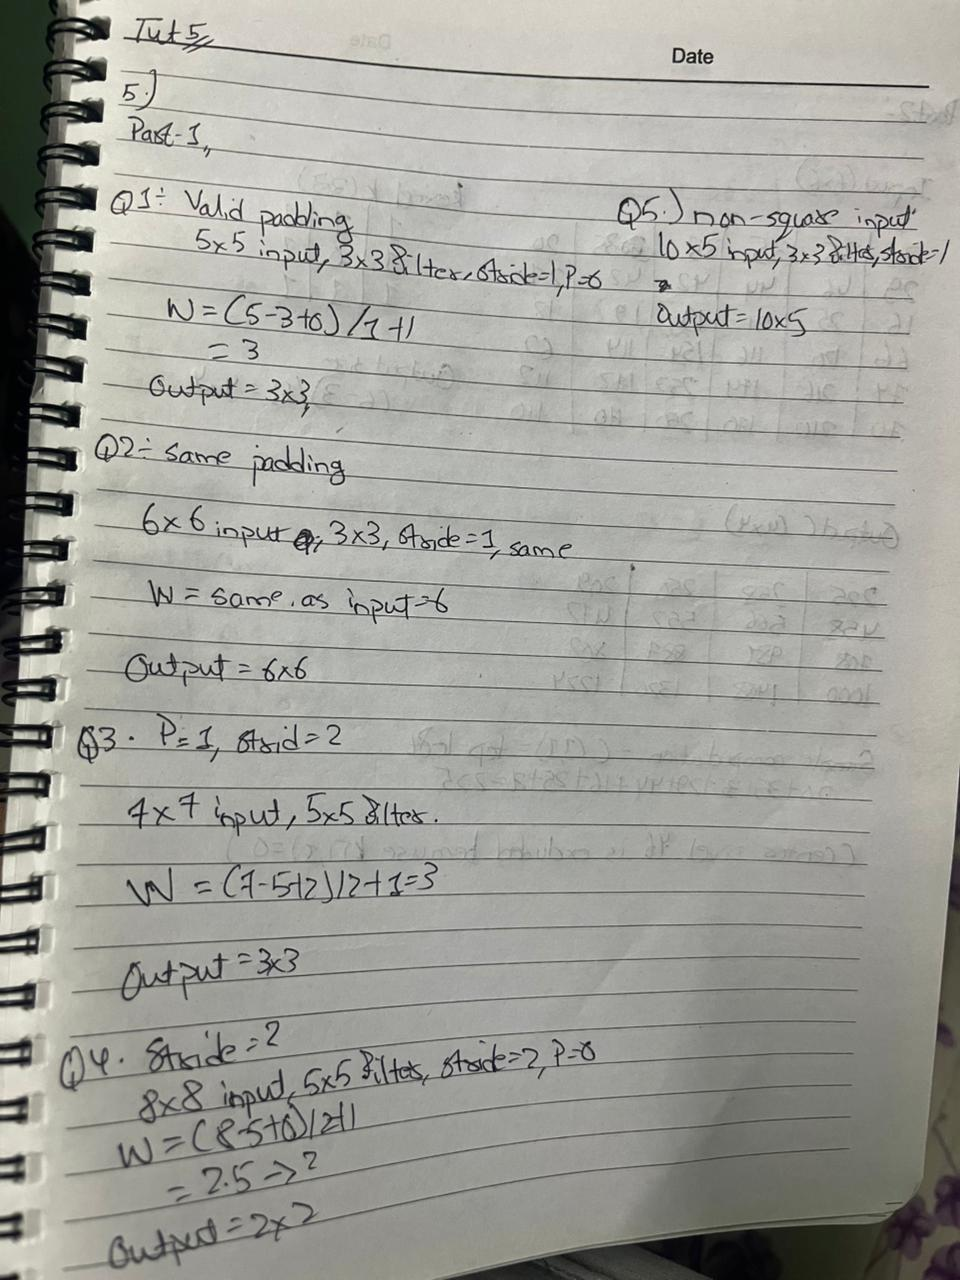 Tut 5
Date
5.)
Part-1,
Q1÷ Valid padding
5x5 input, 3x3 filter, stride=1, P=0
W = (5-3+0)/1+1
= 3
Output = 3x3
Q2÷ same padding
6x6 input, 3x3, stride=1, same
W = same as input=6
Output = 6x6
Q3. P=1, strid=2
7x7 input, 5x5 filter.
W = (7-5+2)/2+1=3
Output = 3x3
Q4. Stride=2
8x8 input, 5x5 filter, stride=2, P=0
W = (8-5+0)/2+1
= 2.5 -> 2
Output = 2x2
Q5.) non-square input
10x5 input, 3x3 filter, stride=1
Output = 10x5